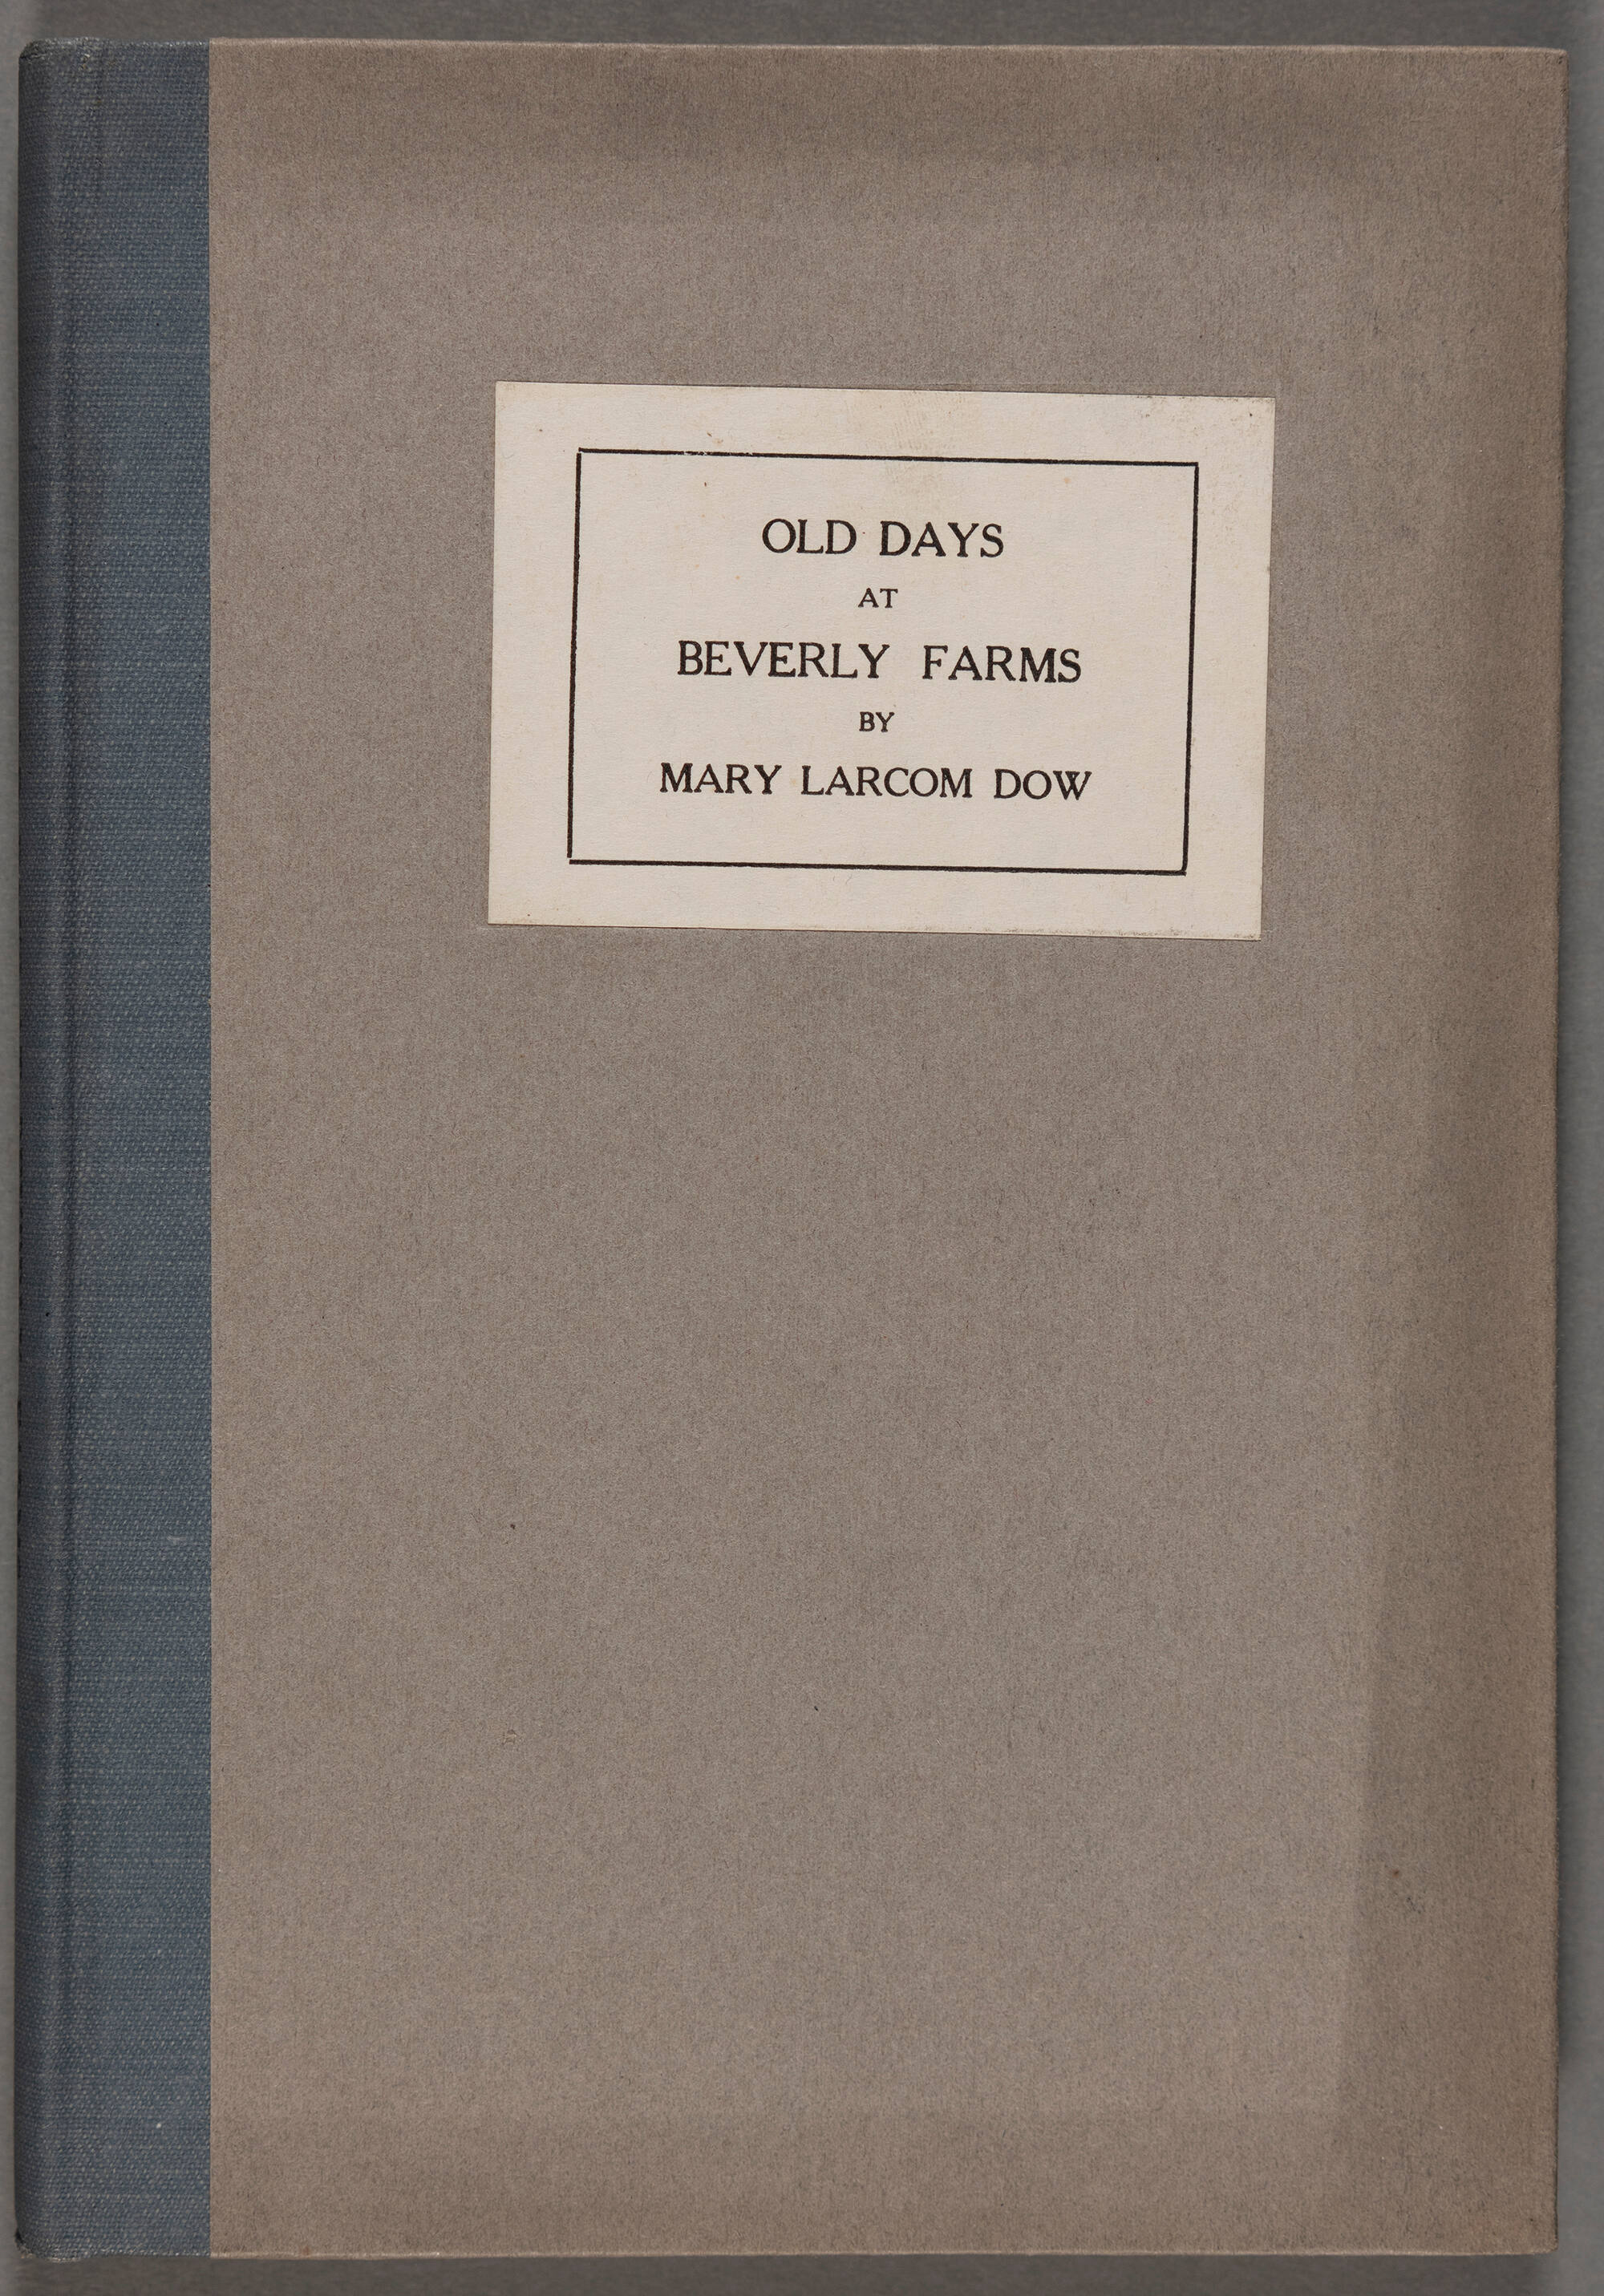 OLD DAYS
AT
BEVERLY FARMS
BY
MARY LARCOM DOW